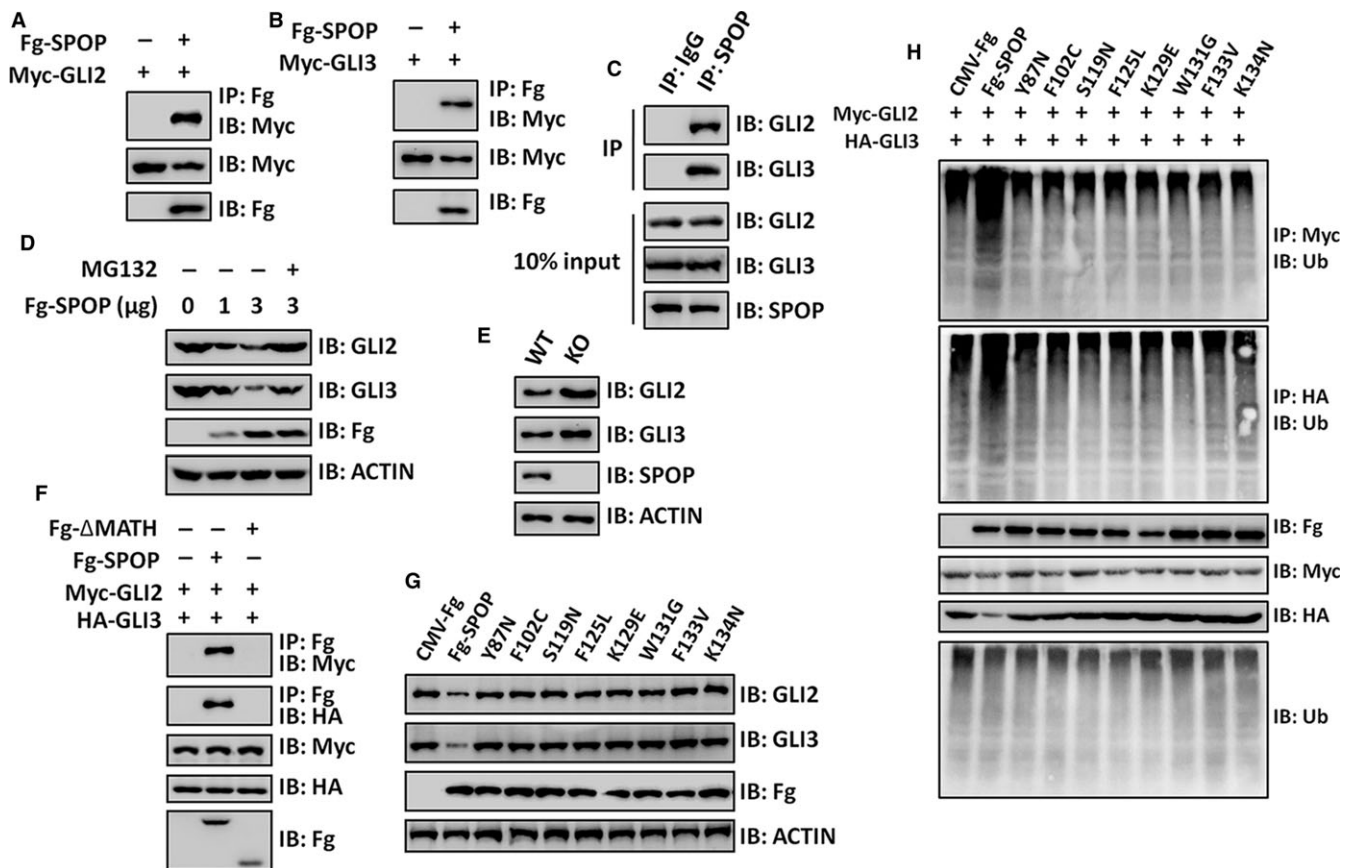 A
Fg-SPOP – +
Myc-GLI2 + +
IP: Fg
IB: Myc
IB: Myc
IB: Fg
B
Fg-SPOP – +
Myc-GLI3 + +
IP: Fg
IB: Myc
IB: Myc
IB: Fg
C
IP: IgG IP: SPOP
IP
IB: GLI2
IB: GLI3
10% input
IB: GLI2
IB: GLI3
IB: SPOP
D
MG132 – – – +
Fg-SPOP (μg) 0 1 3 3
IB: GLI2
IB: GLI3
IB: Fg
IB: ACTIN
E
WT KO
IB: GLI2
IB: GLI3
IB: SPOP
IB: ACTIN
F
Fg-ΔMATH – – +
Fg-SPOP – + –
Myc-GLI2 + + +
HA-GLI3 + + +
IP: Fg
IB: Myc
IP: Fg
IB: HA
IB: Myc
IB: HA
IB: Fg
G
CMV-Fg Fg-SPOP Y87N F102C S119N F125L K129E W131G F133V K134N
IB: GLI2
IB: GLI3
IB: Fg
IB: ACTIN
H
CMV-Fg Fg-SPOP Y87N F102C S119N F125L K129E W131G F133V K134N
Myc-GLI2 + + + + + + + + + +
HA-GLI3 + + + + + + + + + +
IP: Myc
IB: Ub
IP: HA
IB: Ub
IB: Fg
IB: Myc
IB: HA
IB: Ub